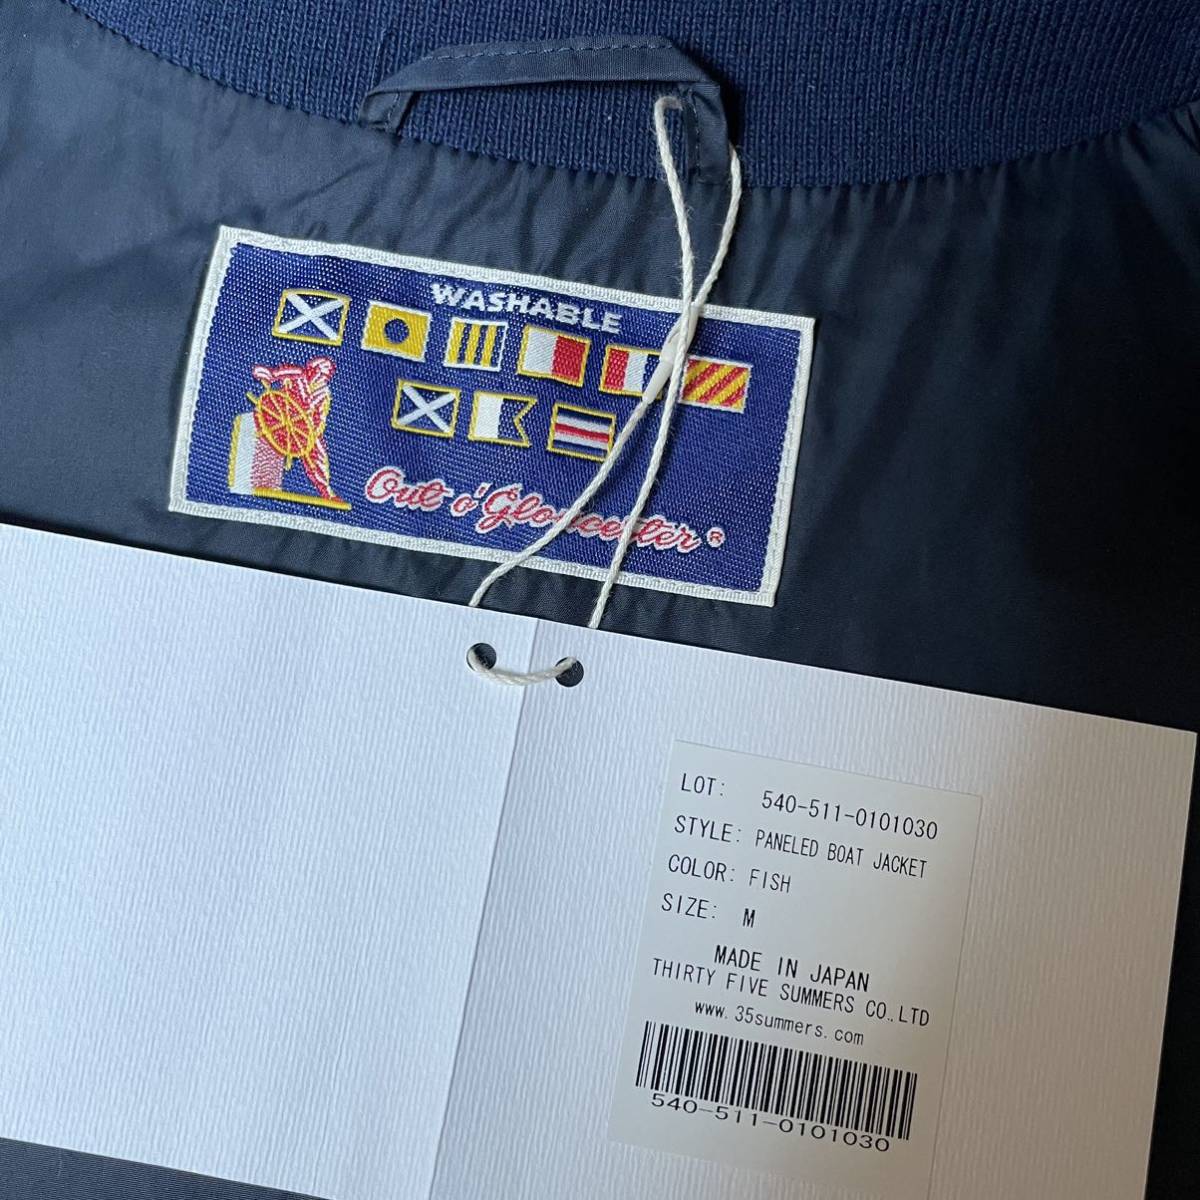 WASHABLE
Out o' Gloucester ®
LOT: 540-511-0101030
STYLE: PANELED BOAT JACKET
COLOR: FISH
SIZE: M
MADE IN JAPAN
THIRTY FIVE SUMMERS CO.,LTD
www.35summers.com
540-511-0101030